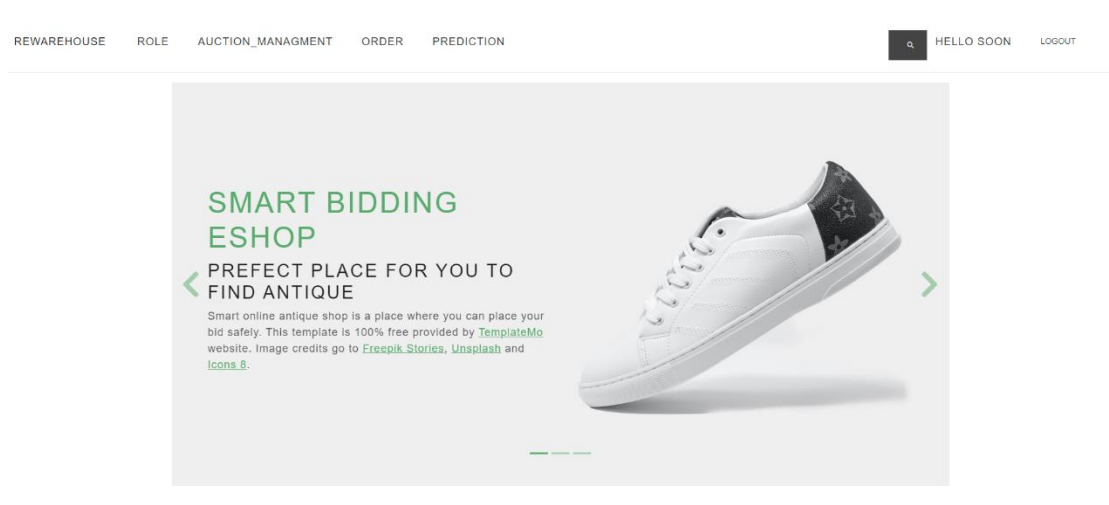 REWAREHOUSE ROLE AUCTION_MANAGMENT ORDER PREDICTION HELLO SOON LOGOUT
SMART BIDDING
ESHOP
PREFECT PLACE FOR YOU TO
FIND ANTIQUE
Smart online antique shop is a place where you can place your
bid safely. This template is 100% free provided by TemplateMo
website. Image credits go to Freepik Stories, Unsplash and
Icons 8.